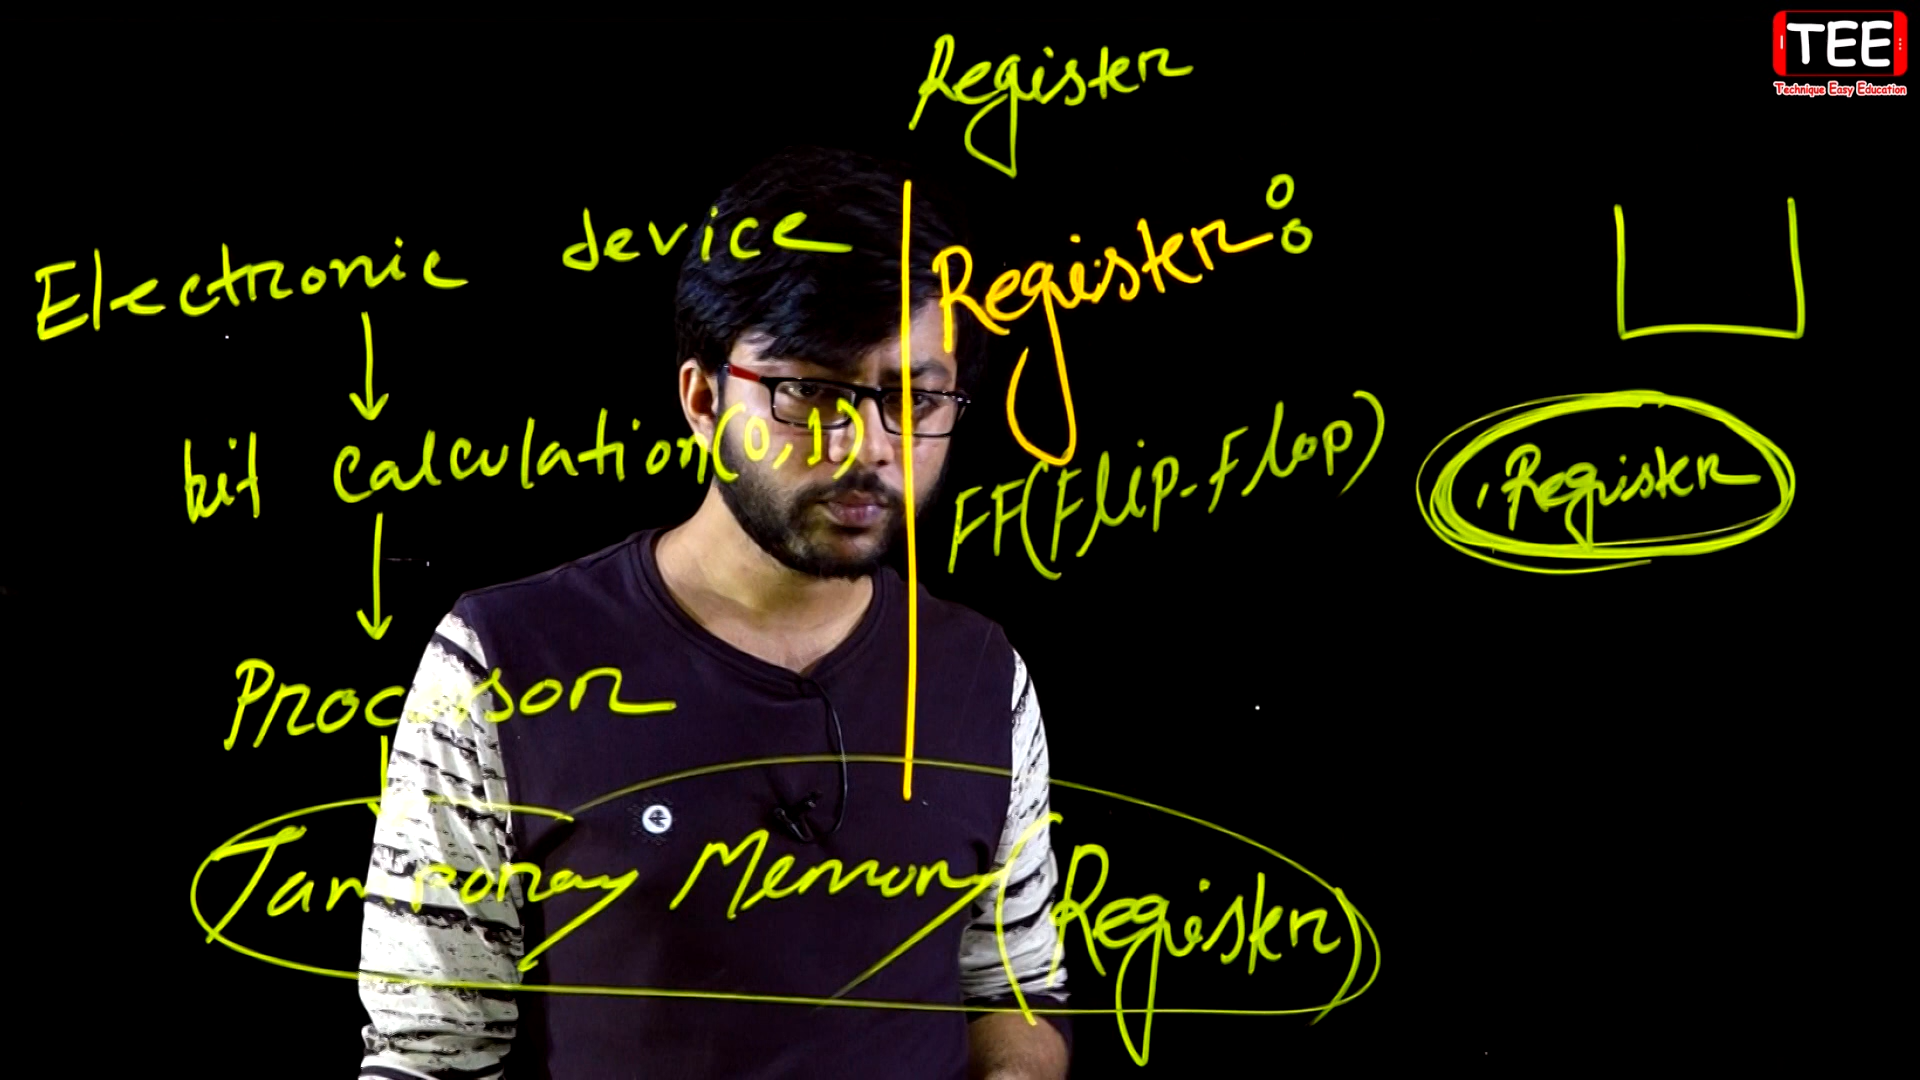 TEE
Technique Easy Education
Register
Electronic device
Register:
bit calculation(0,1)
FF(Flip-Flop)
Register
Processor
Tamporay Memory (Register)